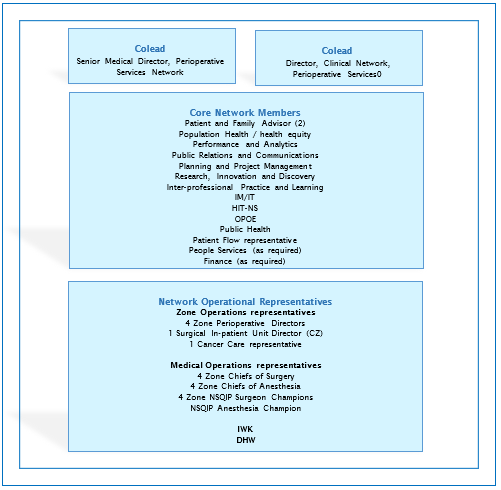 Colead
Senior Medical Director, Perioperative
Services Network
Colead
Director, Clinical Network,
Perioperative Services0
Core Network Members
Patient and Family Advisor (2)
Population Health / health equity
Performance and Analytics
Public Relations and Communications
Planning and Project Management
Research, Innovation and Discovery
Inter-professional Practice and Learning
IM/IT
HIT-NS
OPOE
Public Health
Patient Flow representative
People Services (as required)
Finance (as required)
Network Operational Representatives
Zone Operations representatives
4 Zone Perioperative Directors
1 Surgical In-patient Unit Director (CZ)
1 Cancer Care representative
Medical Operations representatives
4 Zone Chiefs of Surgery
4 Zone Chiefs of Anesthesia
4 Zone NSQIP Surgeon Champions
NSQIP Anesthesia Champion
IWK
DHW